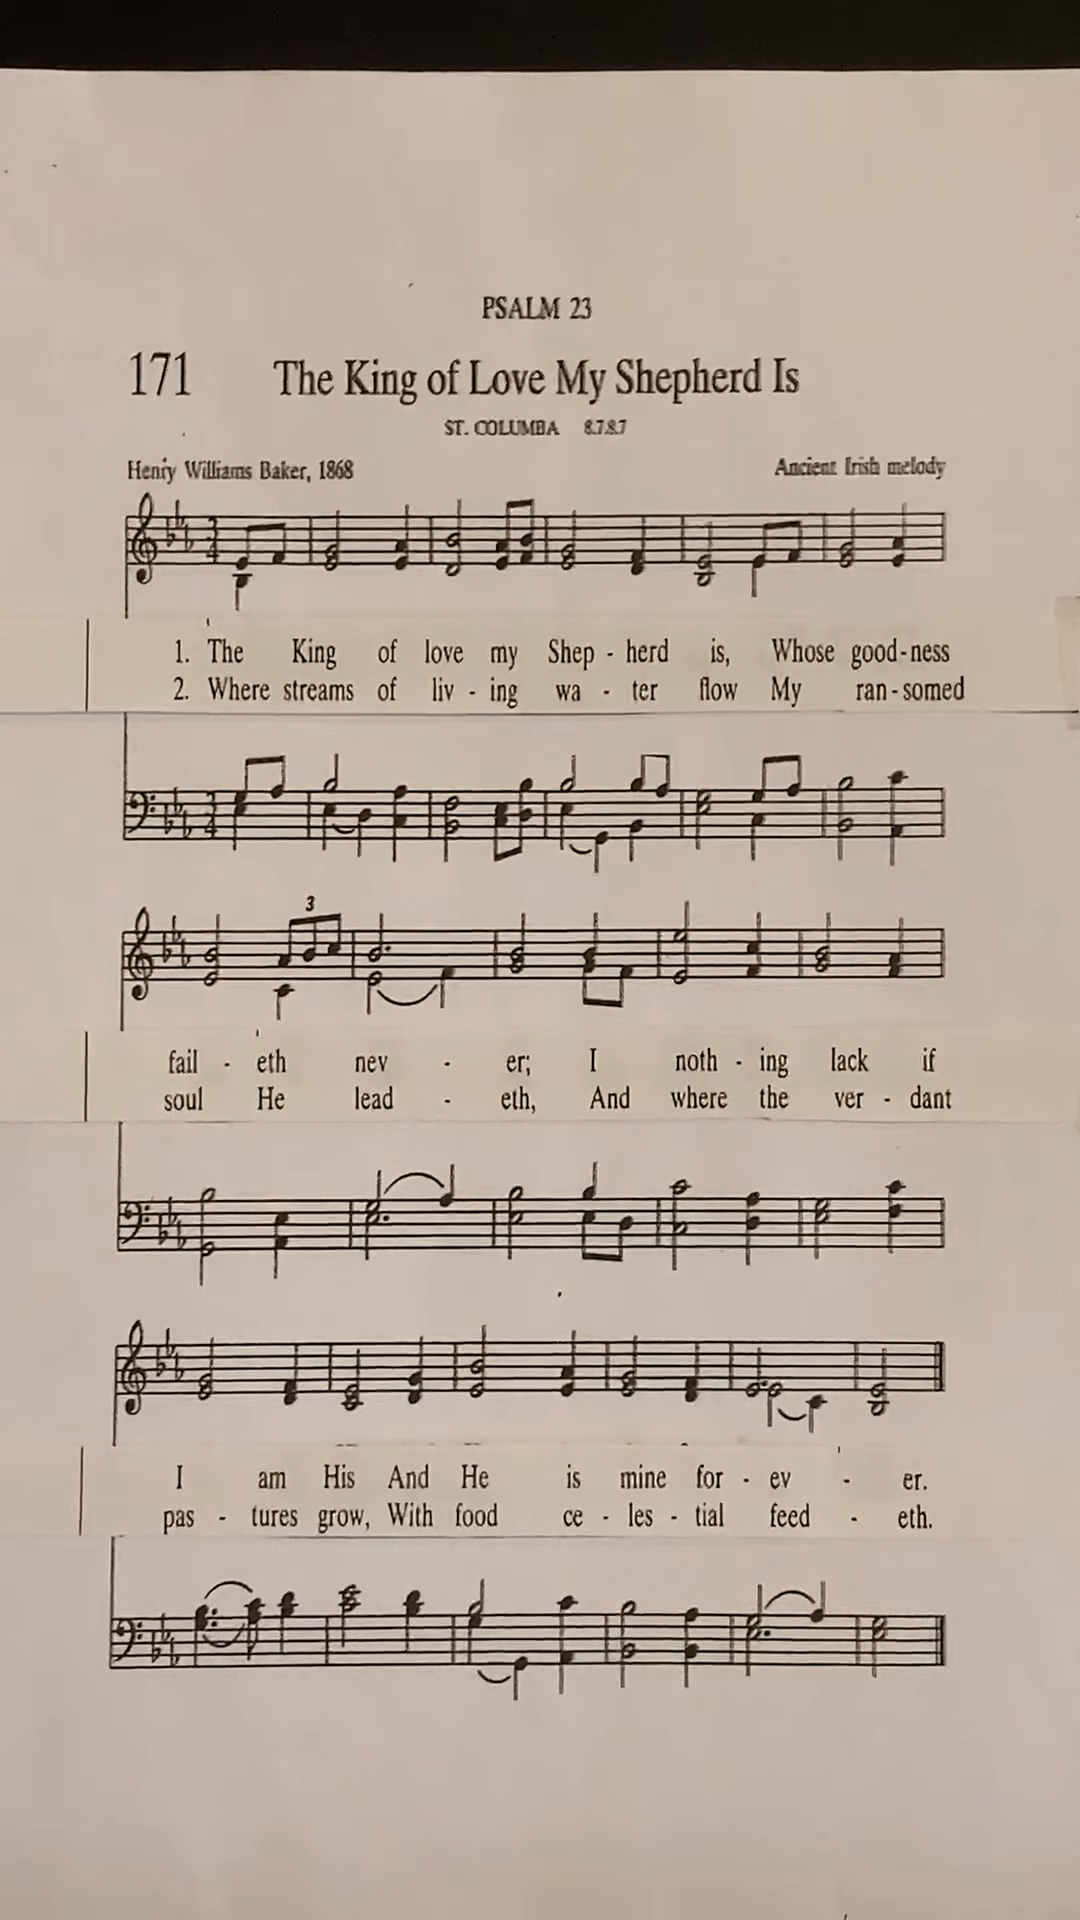 PSALM 23
171 The King of Love My Shepherd Is
ST. COLUMBA 8.7.8.7
Henry Williams Baker, 1868 Ancient Irish melody
1. The King of love my Shep - herd is, Whose good - ness
2. Where streams of liv - ing wa - ter flow My ran - somed
3
fail - eth nev - er; I noth - ing lack if
soul He lead - eth, And where the ver - dant
I am His And He is mine for - ev - er.
pas - tures grow, With food ce - les - tial feed - eth.